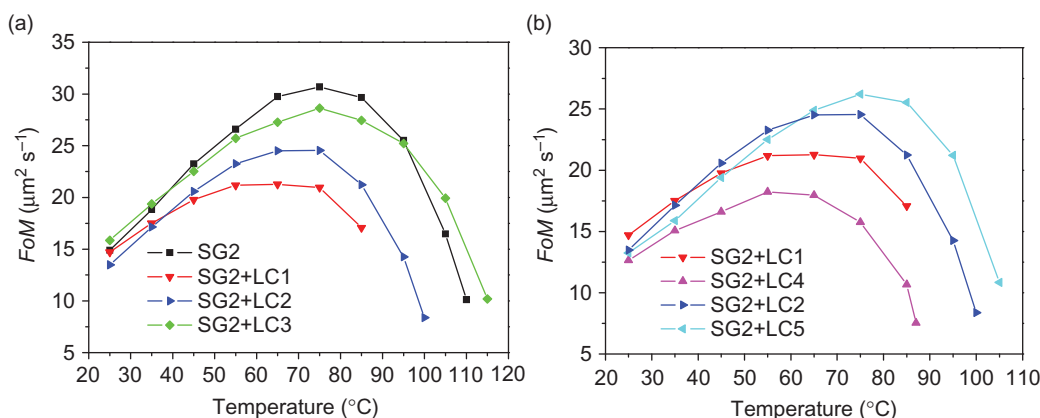 (a)
35
30
25
20
15
10
5
FoM (μm² s⁻¹)
SG2
SG2+LC1
SG2+LC2
SG2+LC3
20 30 40 50 60 70 80 90 100 110 120
Temperature (°C)
(b)
30
25
20
15
10
5
FoM (μm² s⁻¹)
SG2+LC1
SG2+LC4
SG2+LC2
SG2+LC5
20 30 40 50 60 70 80 90 100 110
Temperature (°C)